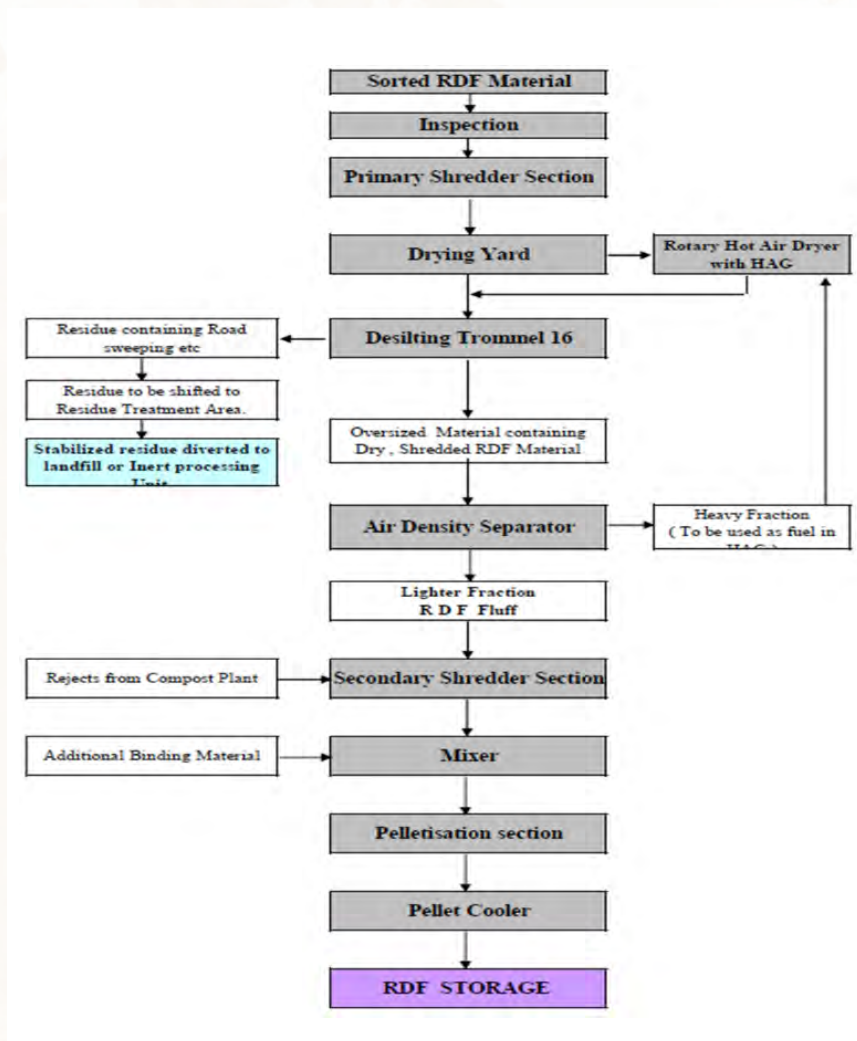 Sorted RDF Material
Inspection
Primary Shredder Section
Drying Yard
Rotary Hot Air Dryer
with HAG
Residue containing Road
sweeping etc
Desilting Trommel 16
Residue to be shifted to
Residue Treatment Area.
Oversized Material containing
Dry , Shredded RDF Material
Stabilized residue diverted to
landfill or Inert processing
Unit
Air Density Separator
Heavy Fraction
( To be used as fuel in
HAG )
Lighter Fraction
R D F Fluff
Rejects from Compost Plant
Secondary Shredder Section
Additional Binding Material
Mixer
Pelletisation section
Pellet Cooler
RDF STORAGE